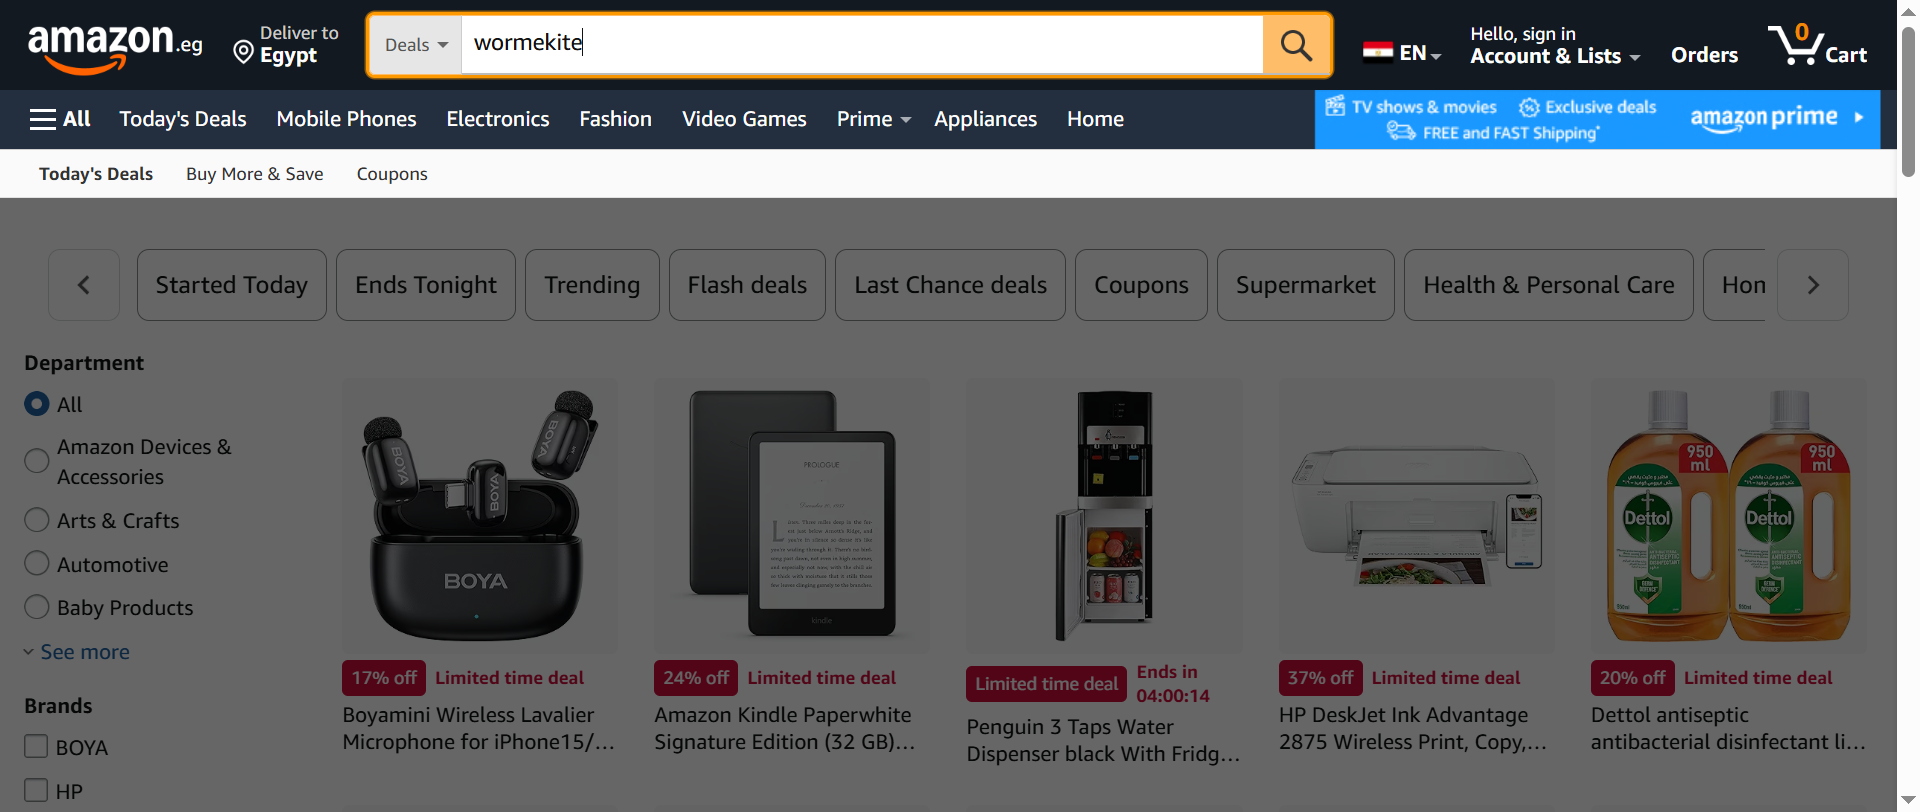 amazon.eg
Deliver to
Egypt
Deals
wormekite
EN
Hello, sign in
Account & Lists
Orders
0
Cart
All
Today's Deals
Mobile Phones
Electronics
Fashion
Video Games
Prime
Appliances
Home
TV shows & movies
Exclusive deals
FREE and FAST Shipping*
amazon prime
Today's Deals
Buy More & Save
Coupons
Started Today
Ends Tonight
Trending
Flash deals
Last Chance deals
Coupons
Supermarket
Health & Personal Care
Hon
Department
All
Amazon Devices &
Accessories
Arts & Crafts
Automotive
Baby Products
See more
Brands
BOYA
HP
BOYA
BOYA
BOYA
BOYA
PROLOGUE
kindle
950
ml
950
ml
Dettol
Dettol
17% off
Limited time deal
Boyamini Wireless Lavalier
Microphone for iPhone15/...
24% off
Limited time deal
Amazon Kindle Paperwhite
Signature Edition (32 GB)...
Limited time deal
Ends in
04:00:14
Penguin 3 Taps Water
Dispenser black With Fridg...
37% off
Limited time deal
HP DeskJet Ink Advantage
2875 Wireless Print, Copy,...
20% off
Limited time deal
Dettol antiseptic
antibacterial disinfectant li...